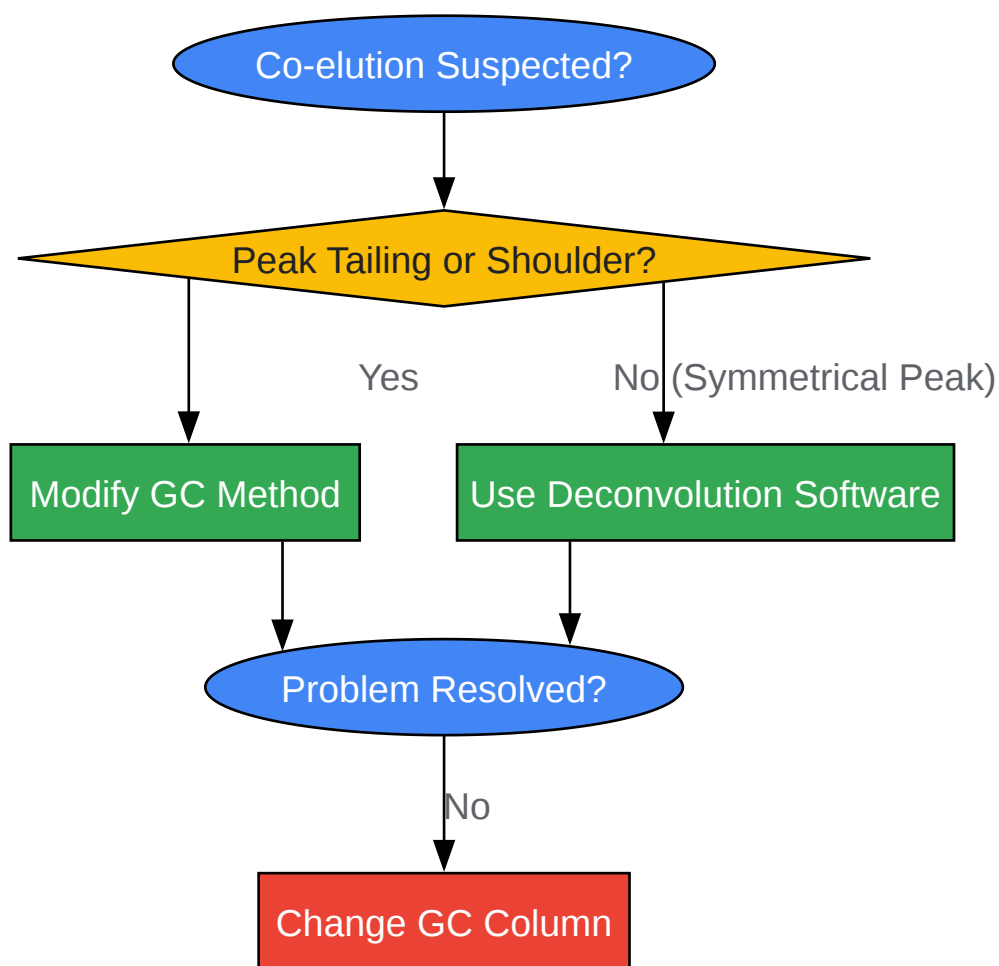 Co-elution Suspected?
Peak Tailing or Shoulder?
Yes
No (Symmetrical Peak)
Modify GC Method
Use Deconvolution Software
Problem Resolved?
No
Change GC Column